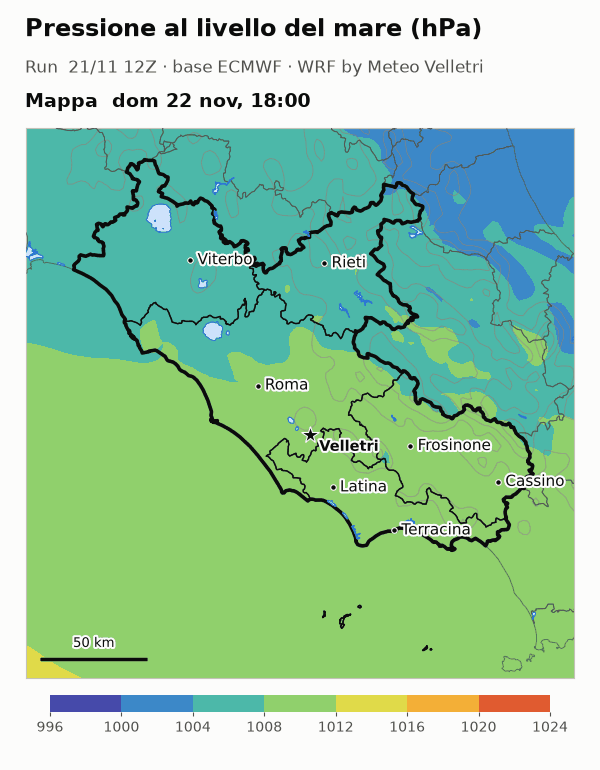 Pressione al livello del mare (hPa)
Run  21/11 12Z · base ECMWF · WRF by Meteo Velletri
Mappa  dom 22 nov, 18:00
Viterbo
Rieti
Roma
Velletri
Frosinone
Cassino
Latina
Terracina
50 km
996 1000 1004 1008 1012 1016 1020 1024